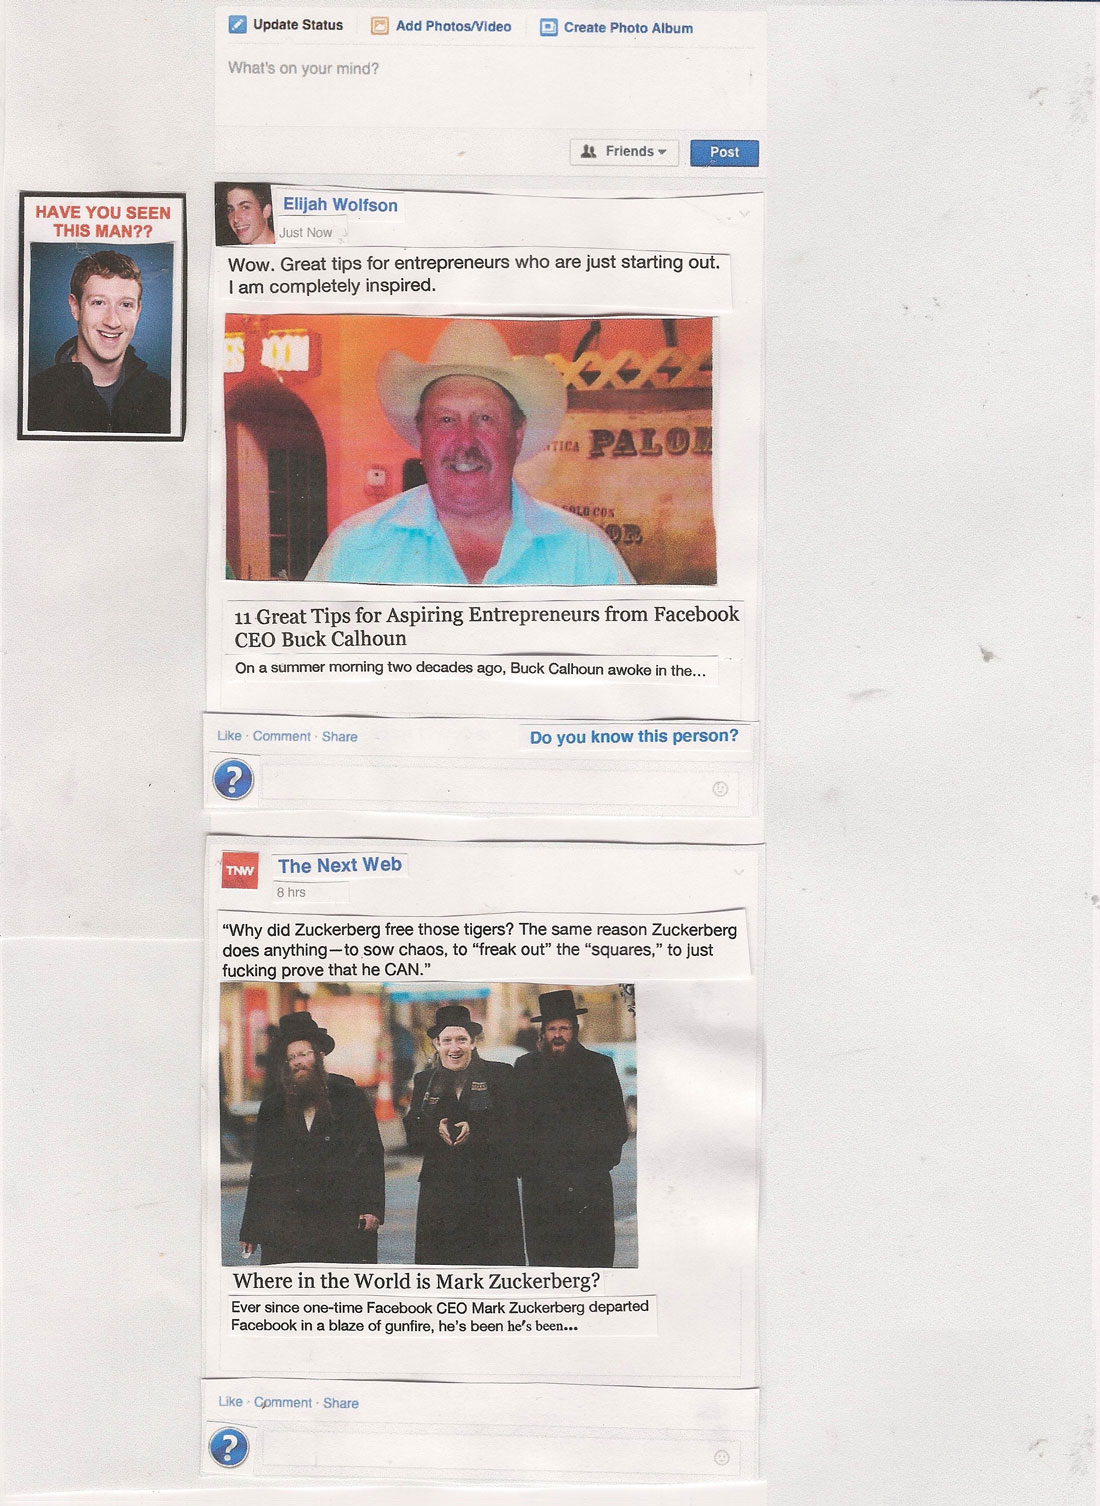 Update Status
Add Photos/Video
Create Photo Album
What's on your mind?
Friends
Post
HAVE YOU SEEN
THIS MAN??
Elijah Wolfson
Just Now
Wow. Great tips for entrepreneurs who are just starting out.
I am completely inspired.
TICA
PALOM
SOLO CON
OR
11 Great Tips for Aspiring Entrepreneurs from Facebook
CEO Buck Calhoun
On a summer morning two decades ago, Buck Calhoun awoke in the...
Like · Comment · Share
Do you know this person?
?
TNW
The Next Web
8 hrs
“Why did Zuckerberg free those tigers? The same reason Zuckerberg
does anything—to sow chaos, to “freak out” the “squares,” to just
fucking prove that he CAN.”
Where in the World is Mark Zuckerberg?
Ever since one-time Facebook CEO Mark Zuckerberg departed
Facebook in a blaze of gunfire, he’s been he’s been...
Like · Comment · Share
?